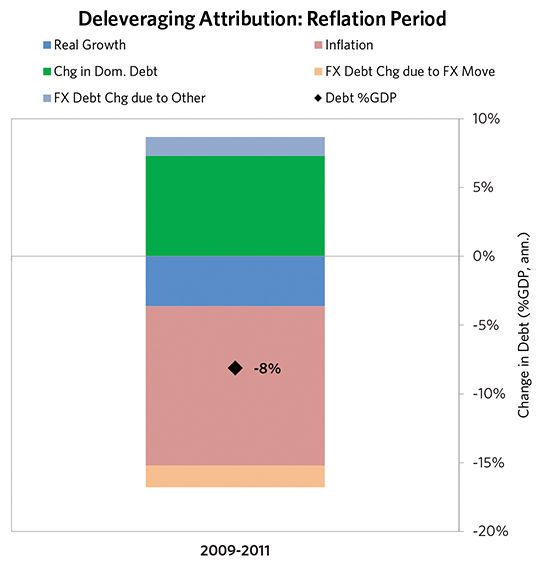 Deleveraging Attribution: Reflation Period
Real Growth
Inflation
Chg in Dom. Debt
FX Debt Chg due to FX Move
FX Debt Chg due to Other
Debt %GDP
10%
5%
0%
-5%
-8%
-10%
-15%
-20%
Change in Debt (%GDP, ann.)
2009-2011